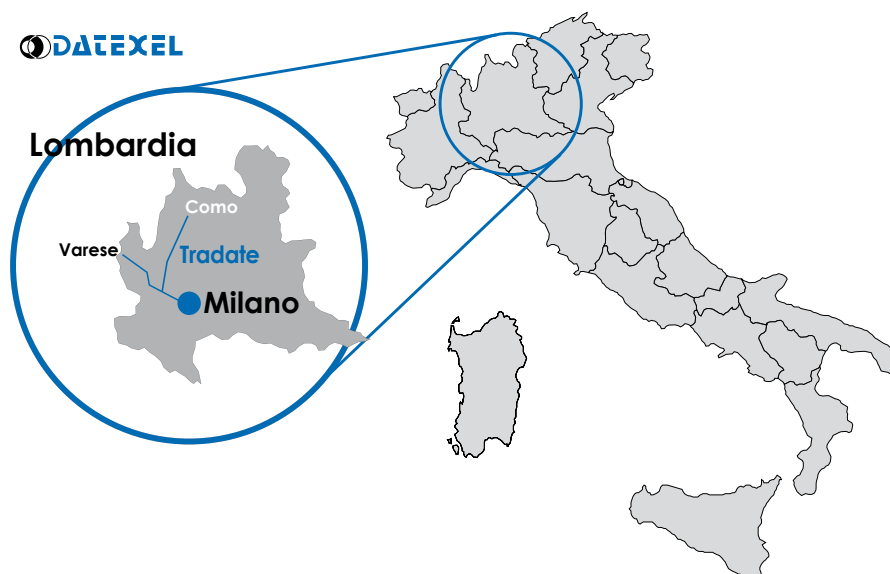 DATEXEL
Lombardia
Como
Varese
Tradate
Milano